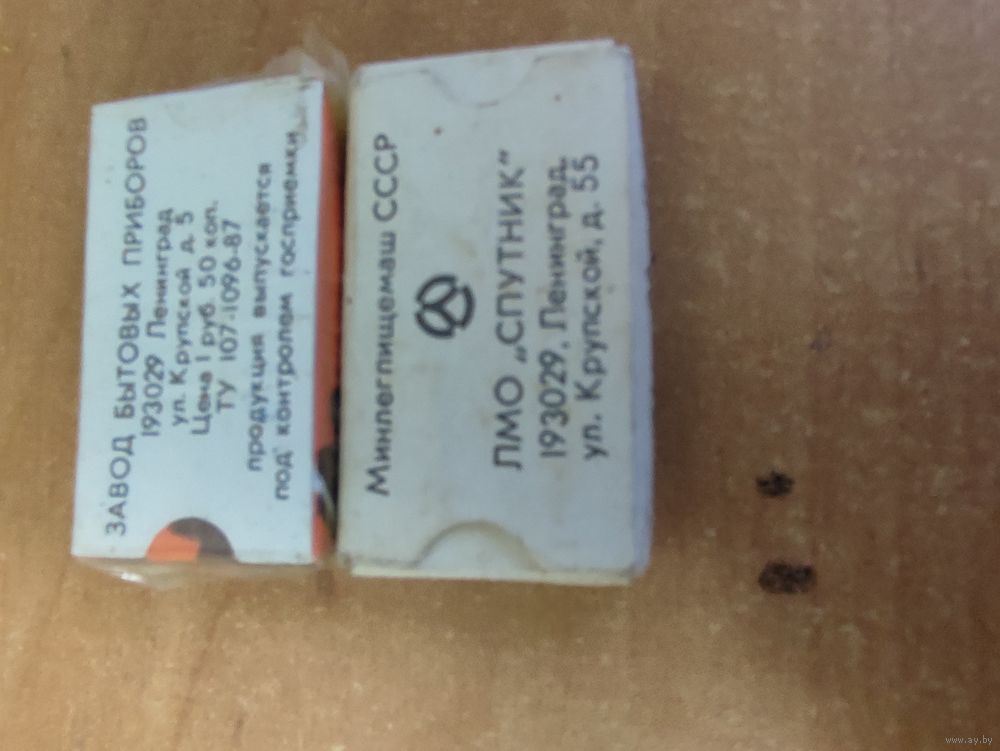 ЗАВОД БЫТОВЫХ ПРИБОРОВ
193029 Ленинград
ул. Крупской д. 5
Цена 1 руб. 50 коп.
ТУ 107-1096-87
продукция выпускается
под контролем госприемки
Минлегпищемаш СССР
ЛМО „СПУТНИК"
193029, Ленинград,
ул. Крупской, д. 55
www.ay.by